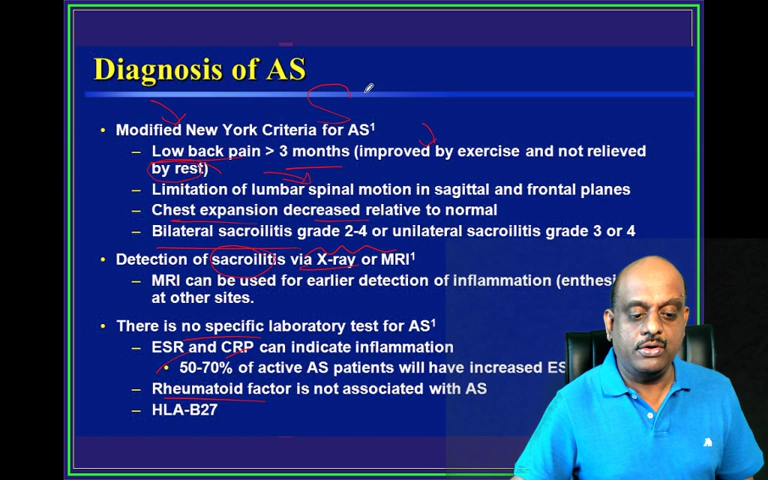 Diagnosis of AS
• Modified New York Criteria for AS¹
– Low back pain > 3 months (improved by exercise and not relieved
by rest)
– Limitation of lumbar spinal motion in sagittal and frontal planes
– Chest expansion decreased relative to normal
– Bilateral sacroiliitis grade 2-4 or unilateral sacroiliitis grade 3 or 4
• Detection of sacroiliitis via X-ray or MRI¹
– MRI can be used for earlier detection of inflammation
at other sites.
• There is no specific laboratory test for AS¹
– ESR and CRP can indicate inflammation
• 50-70% of active AS patients will have increased
– Rheumatoid factor is not associated with AS
– HLA-B27